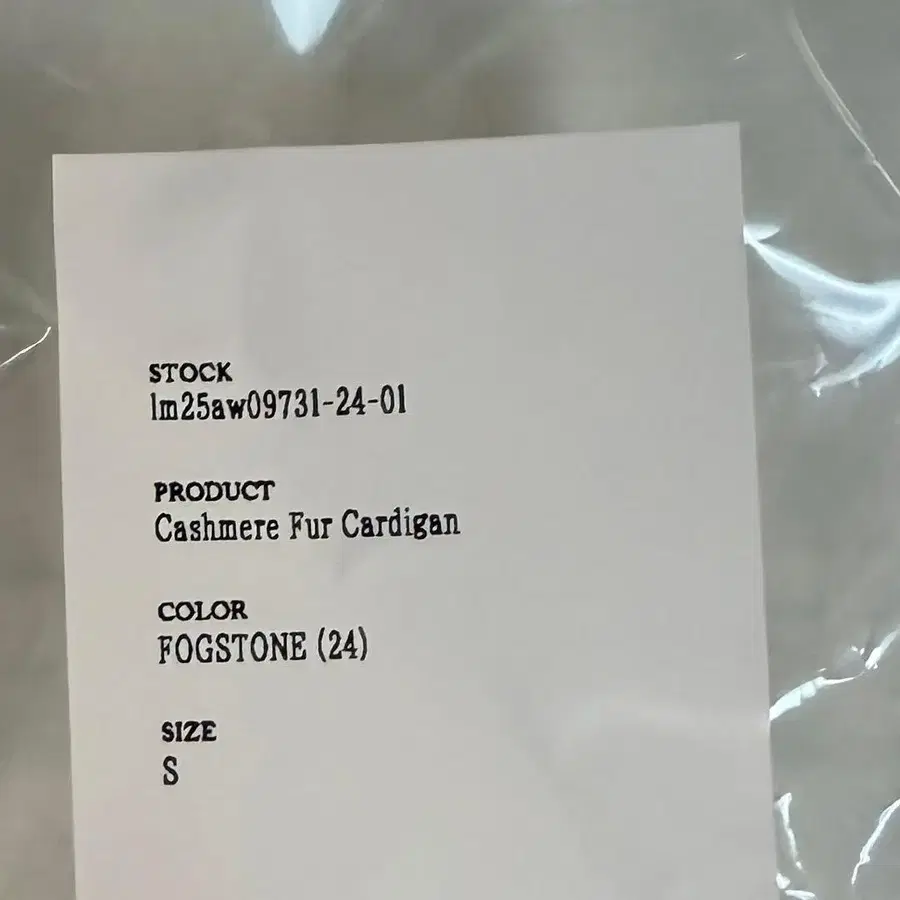 STOCK
lm25aw09731-24-01
PRODUCT
Cashmere Fur Cardigan
COLOR
FOGSTONE (24)
SIZE
S